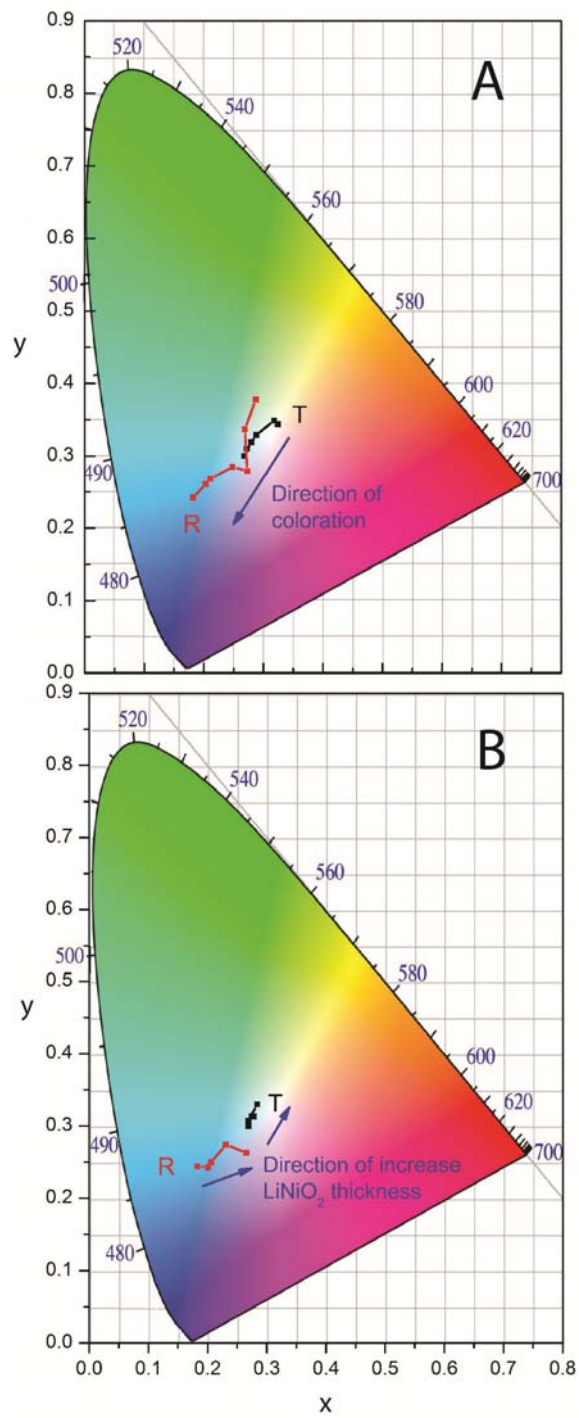 0.9
520
A
0.8
540
0.7
560
0.6
500
580
0.5
y
0.4
600
T
620
490
0.3
700
Direction of
coloration
R
0.2
480
0.1
0.0
0.9
520
B
0.8
540
0.7
560
0.6
500
580
0.5
y
0.4
600
T
620
0.3
490
700
R
Direction of increase
LiNiO₂ thickness
0.2
480
0.1
0.0
0.0 0.1 0.2 0.3 0.4 0.5 0.6 0.7 0.8
x